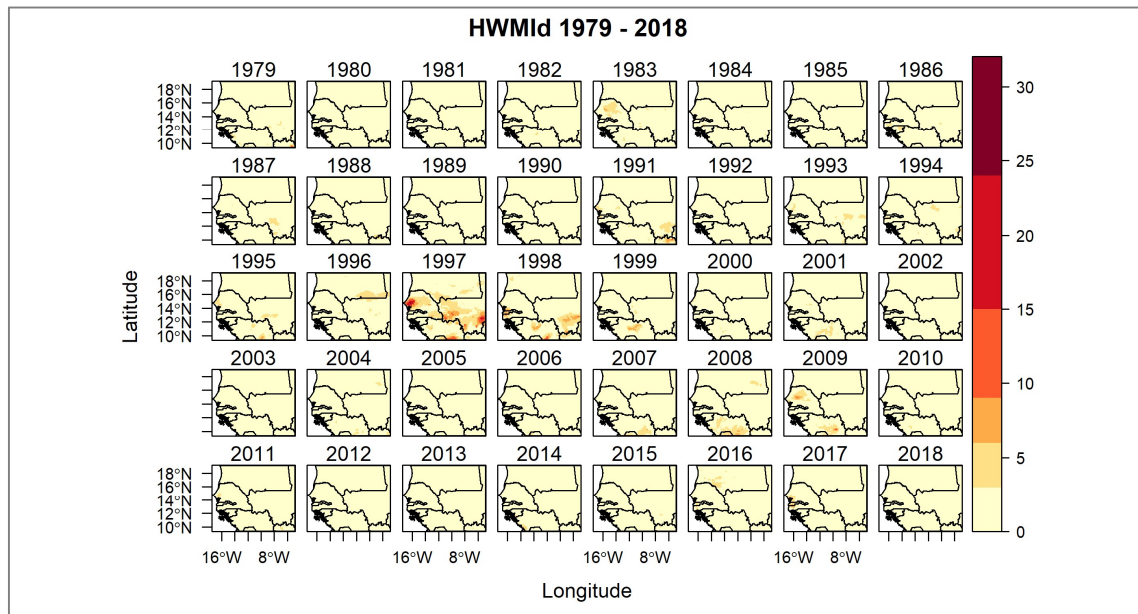 HWMId 1979 - 2018
1979 1980 1981 1982 1983 1984 1985 1986
18°N
16°N
14°N
12°N
10°N
1987 1988 1989 1990 1991 1992 1993 1994
1995 1996 1997 1998 1999 2000 2001 2002
18°N
16°N
14°N
12°N
10°N
2003 2004 2005 2006 2007 2008 2009 2010
2011 2012 2013 2014 2015 2016 2017 2018
18°N
16°N
14°N
12°N
10°N
16°W 8°W 16°W 8°W 16°W 8°W 16°W 8°W
Latitude
Longitude
30
25
20
15
10
5
0